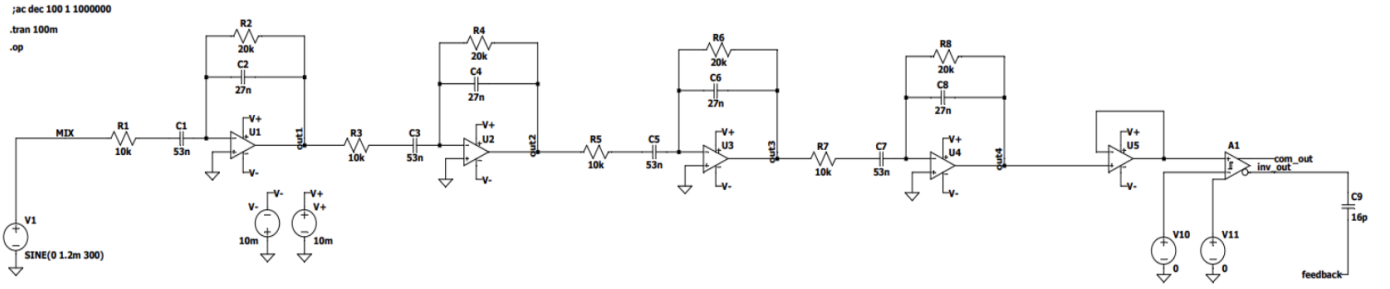 ;ac dec 100 1 1000000
.tran 100m
.op
R2
20k
C2
27n
V+
U1
V-
out1
MIX
R1
10k
C1
53n
V1
SINE(0 1.2m 300)
V-
V-
10m
V+
V+
10m
R4
20k
C4
27n
V+
U2
V-
out2
R3
10k
C3
53n
R6
20k
C6
27n
V+
U3
V-
out3
R5
10k
C5
53n
R8
20k
C8
27n
V+
U4
V-
out4
R7
10k
C7
53n
V+
U5
V-
A1
com_out
inv_out
V10
0
V11
0
C9
16p
feedback